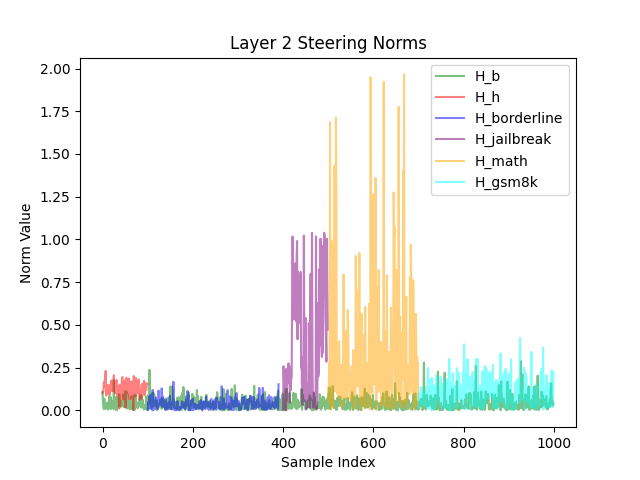 Layer 2 Steering Norms
2.00
1.75
1.50
1.25
1.00
0.75
0.50
0.25
0.00
Norm Value
H_b
H_h
H_borderline
H_jailbreak
H_math
H_gsm8k
0 200 400 600 800 1000
Sample Index